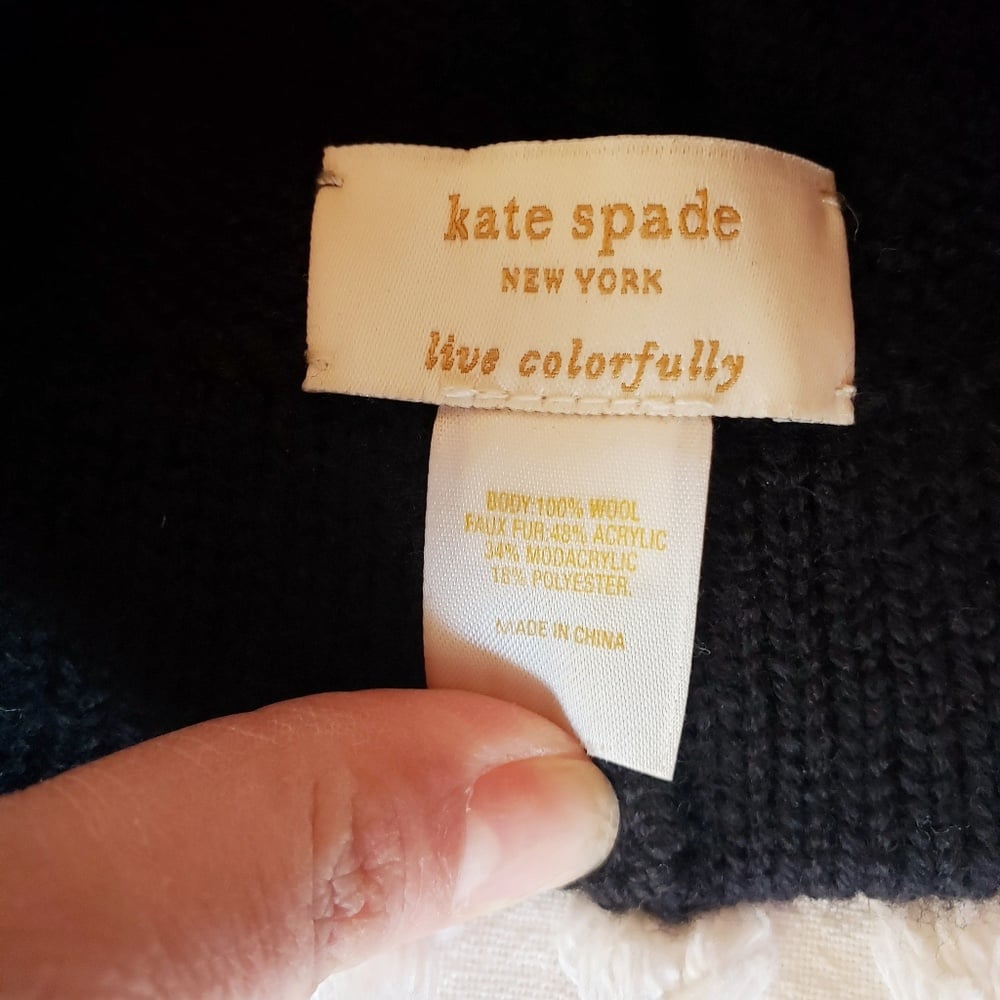 kate spade
NEW YORK
live colorfully
BODY:100% WOOL
FAUX FUR:48% ACRYLIC
34% MODACRYLIC
18% POLYESTER.
MADE IN CHINA